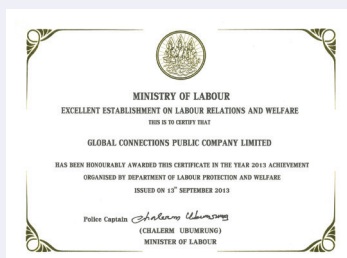 MINISTRY OF LABOUR
EXCELLENT ESTABLISHMENT ON LABOUR RELATIONS AND WELFARE
THIS IS TO CERTIFY THAT
GLOBAL CONNECTIONS PUBLIC COMPANY LIMITED
HAS BEEN HONOURABLY AWARDED THIS CERTIFICATE IN THE YEAR 2013 ACHIEVEMENT
ORGANISED BY DEPARTMENT OF LABOUR PROTECTION AND WELFARE
ISSUED ON 13th SEPTEMBER 2013
Police Captain Chalerm Ubumrung
(CHALERM UBUMRUNG)
MINISTER OF LABOUR